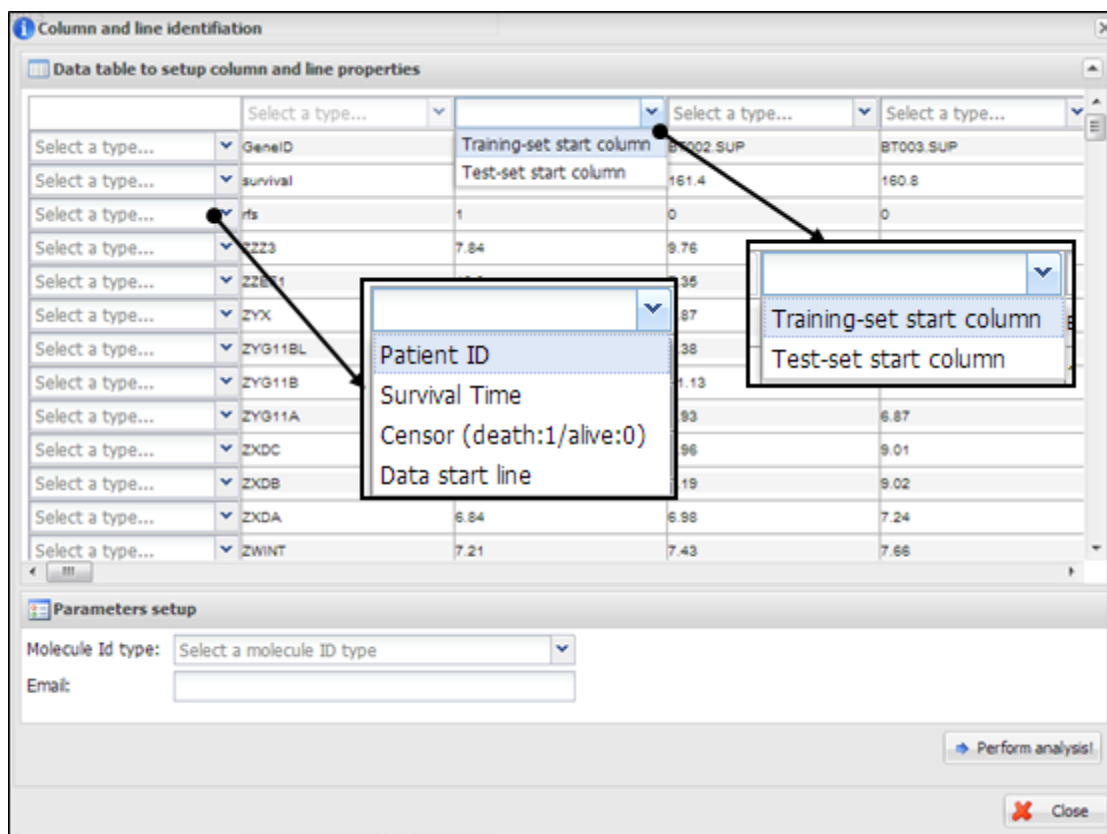 Column and line identifiation
Data table to setup column and line properties
Select a type... Select a type... Select a type...
Select a type... GeneID Training-set start column BT002.SUP BT003.SUP
Select a type... survival Test-set start column 161.4 160.8
Select a type... rfs 1 0 0
Select a type... ZZZ3 7.84 9.76
Select a type...
Select a type... ZYX
Select a type... ZYG11BL
Select a type... ZYG11B
Select a type... ZYG11A 6.87
Select a type... ZXDC 9.01
Select a type... ZXDB 9.02
Select a type... ZXDA 6.84 6.98 7.24
Select a type... ZWINT 7.21 7.43 7.66
Patient ID
Survival Time
Censor (death:1/alive:0)
Data start line
Training-set start column
Test-set start column
Parameters setup
Molecule Id type: Select a molecule ID type
Email:
Perform analysis!
Close